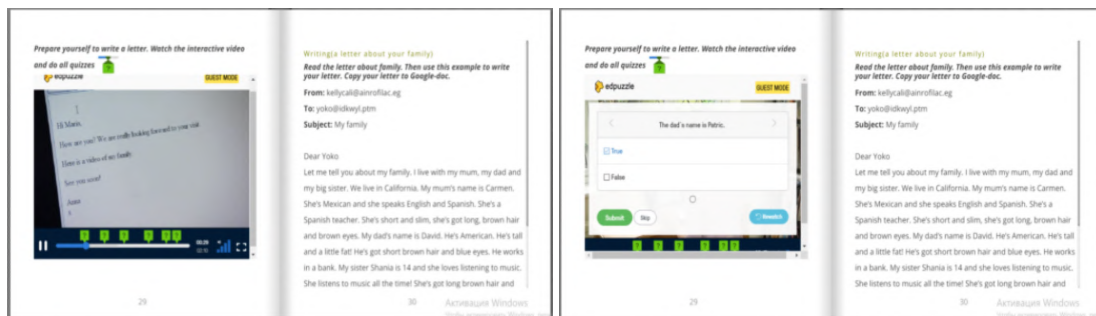 Prepare yourself to write a letter. Watch the interactive video
and do all quizzes
edpuzzle
GUEST MODE
Hi Maria,
How are you? We are really looking forward to your visit
Here is a video of my family
See you soon!
29
Writing(a letter about your family)
Read the letter about family. Then use this example to write
your letter. Copy your letter to Google-doc.
From: kellycali@ainrofilac.eg
To: yoko@idkwyl.ptm
Subject: My family
Dear Yoko
Let me tell you about my family. I live with my mum, my dad and
my big sister. We live in California. My mum's name is Carmen.
She's Mexican and she speaks English and Spanish. She's a
Spanish teacher. She's short and slim, she's got long, brown hair
and brown eyes. My dad's name is David. He's American. He's tall
and a little fat! He's got short brown hair and blue eyes. He works
in a bank. My sister Shania is 14 and she loves listening to music.
She listens to music all the time! She's got long brown hair and
30
Активация Windows
Prepare yourself to write a letter. Watch the interactive video
and do all quizzes
edpuzzle
GUEST MODE
The dad's name is Patric.
True
False
Submit
Skip
Rewatch
29
Writing(a letter about your family)
Read the letter about family. Then use this example to write
your letter. Copy your letter to Google-doc.
From: kellycali@ainrofilac.eg
To: yoko@idkwyl.ptm
Subject: My family
Dear Yoko
Let me tell you about my family. I live with my mum, my dad and
my big sister. We live in California. My mum's name is Carmen.
She's Mexican and she speaks English and Spanish. She's a
Spanish teacher. She's short and slim, she's got long, brown hair
and brown eyes. My dad's name is David. He's American. He's tall
and a little fat! He's got short brown hair and blue eyes. He works
in a bank. My sister Shania is 14 and she loves listening to music.
She listens to music all the time! She's got long brown hair and
30
Активация Windows